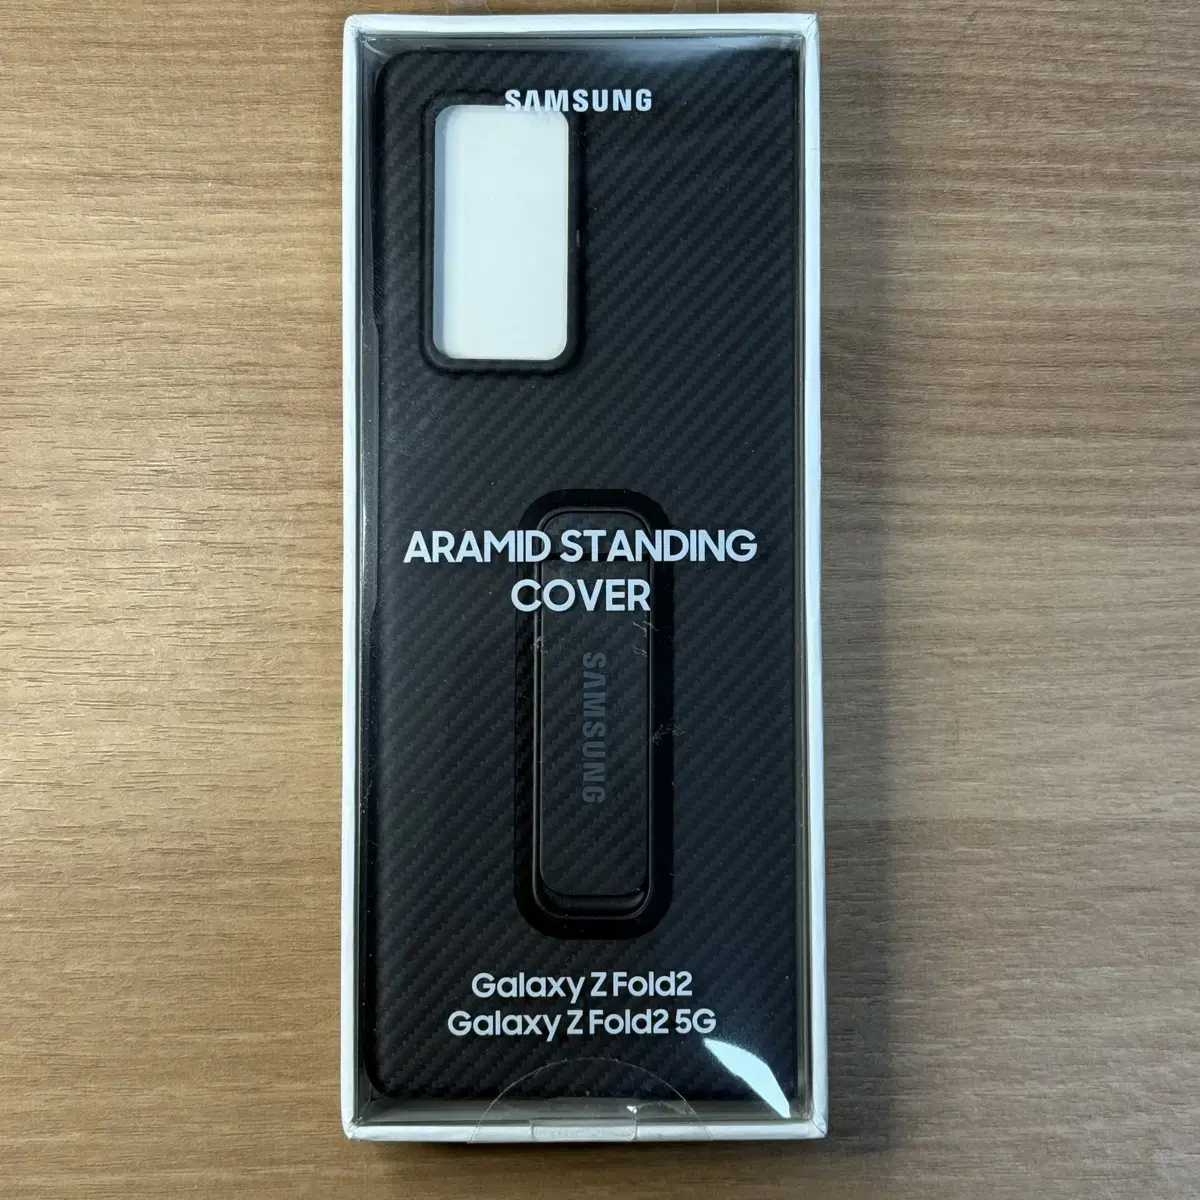 SAMSUNG
ARAMID STANDING
COVER
SAMSUNG
Galaxy Z Fold2
Galaxy Z Fold2 5G